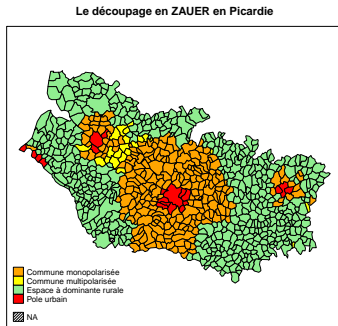 Le découpage en ZAUER en Picardie
Commune monopolarisée
Commune multipolarisée
Espace à dominante rurale
Pole urbain
NA